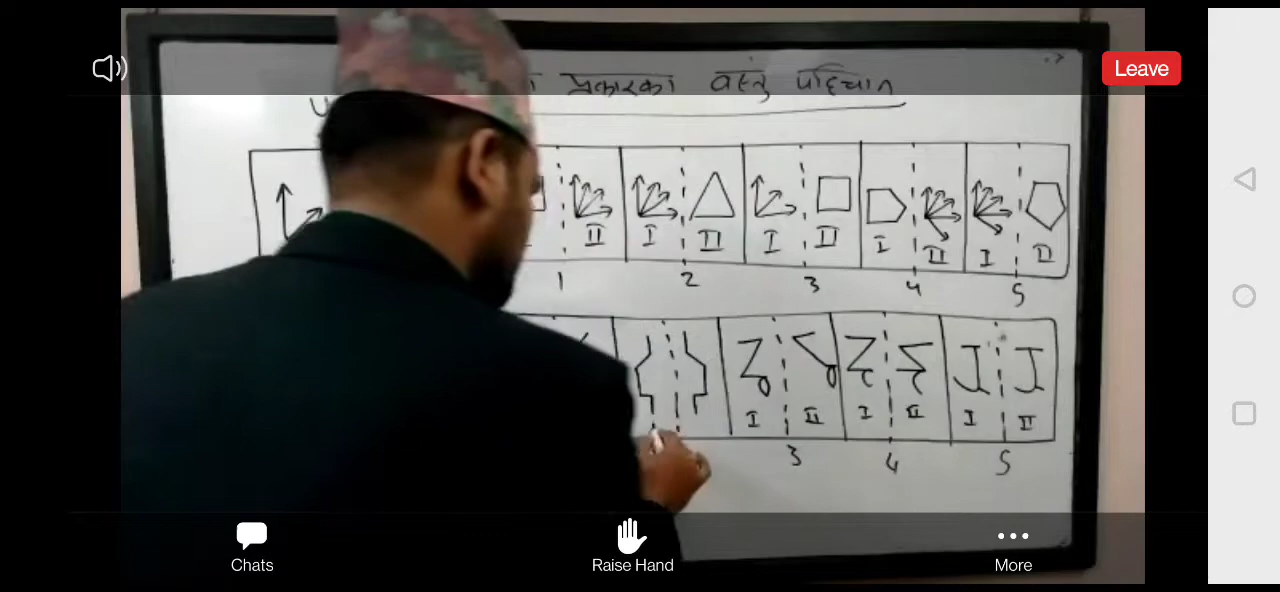 Leave
प्रकारका वस्तु पहिचान
II I II I II I II I II
1 2 3 4 5
I II I II I II
3 4 5
Chats Raise Hand More